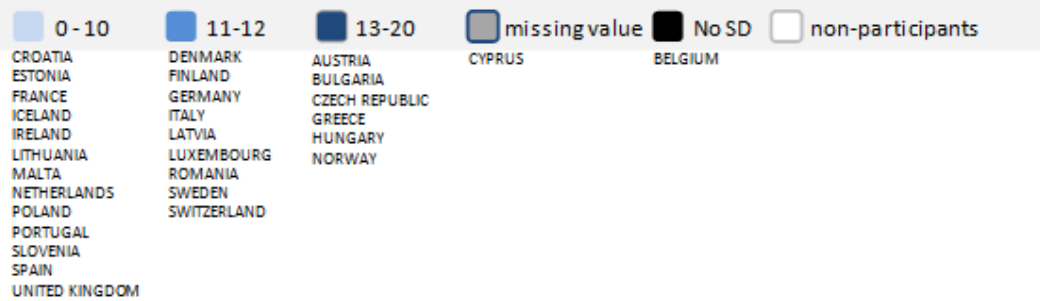 0-10 11-12 13-20 missing value No SD non-participants
CROATIA
ESTONIA
FRANCE
ICELAND
IRELAND
LITHUANIA
MALTA
NETHERLANDS
POLAND
PORTUGAL
SLOVENIA
SPAIN
UNITED KINGDOM
DENMARK
FINLAND
GERMANY
ITALY
LATVIA
LUXEMBOURG
ROMANIA
SWEDEN
SWITZERLAND
AUSTRIA
BULGARIA
CZECH REPUBLIC
GREECE
HUNGARY
NORWAY
CYPRUS
BELGIUM